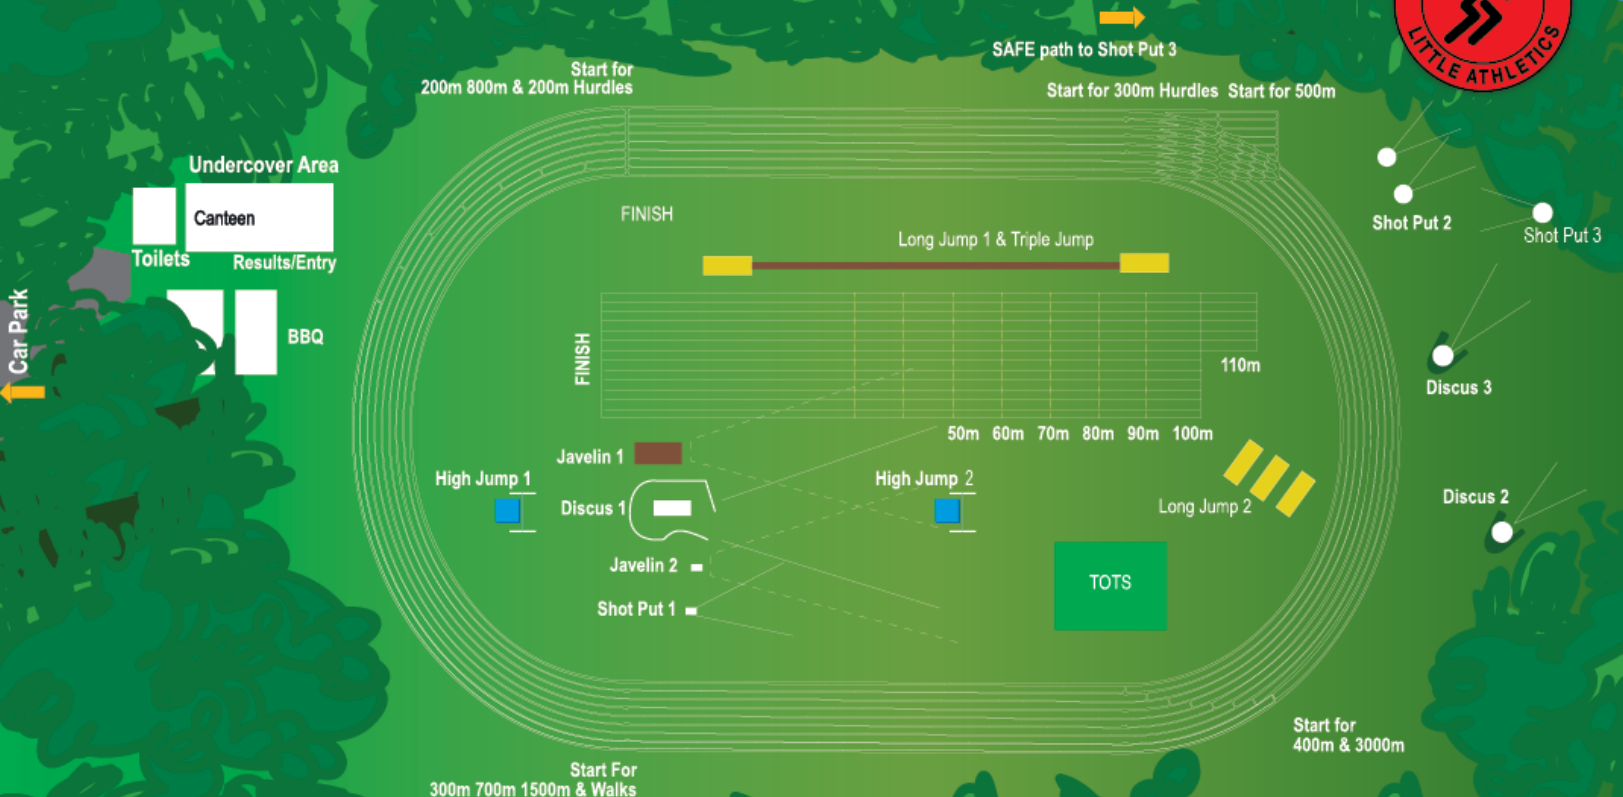 SAFE path to Shot Put 3
LITTLE ATHLETICS
Start for
200m 800m & 200m Hurdles
Start for 300m Hurdles
Start for 500m
Undercover Area
Canteen
Toilets
Results/Entry
Car Park
BBQ
FINISH
Long Jump 1 & Triple Jump
Shot Put 2
Shot Put 3
FINISH
110m
Discus 3
50m 60m 70m 80m 90m 100m
Javelin 1
High Jump 1
High Jump 2
Discus 1
Long Jump 2
Discus 2
Javelin 2
TOTS
Shot Put 1
Start for
400m & 3000m
Start For
300m 700m 1500m & Walks